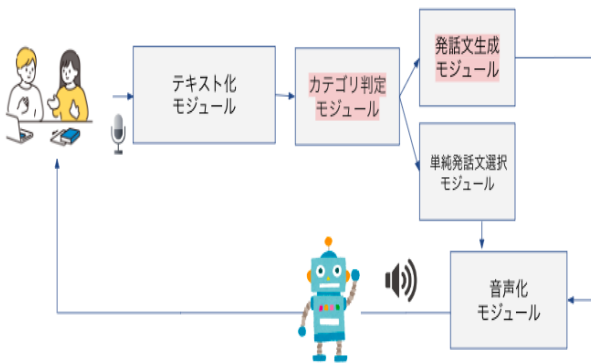 テキスト化
モジュール
カテゴリ判定
モジュール
発話文生成
モジュール
単純発話文選択
モジュール
音声化
モジュール